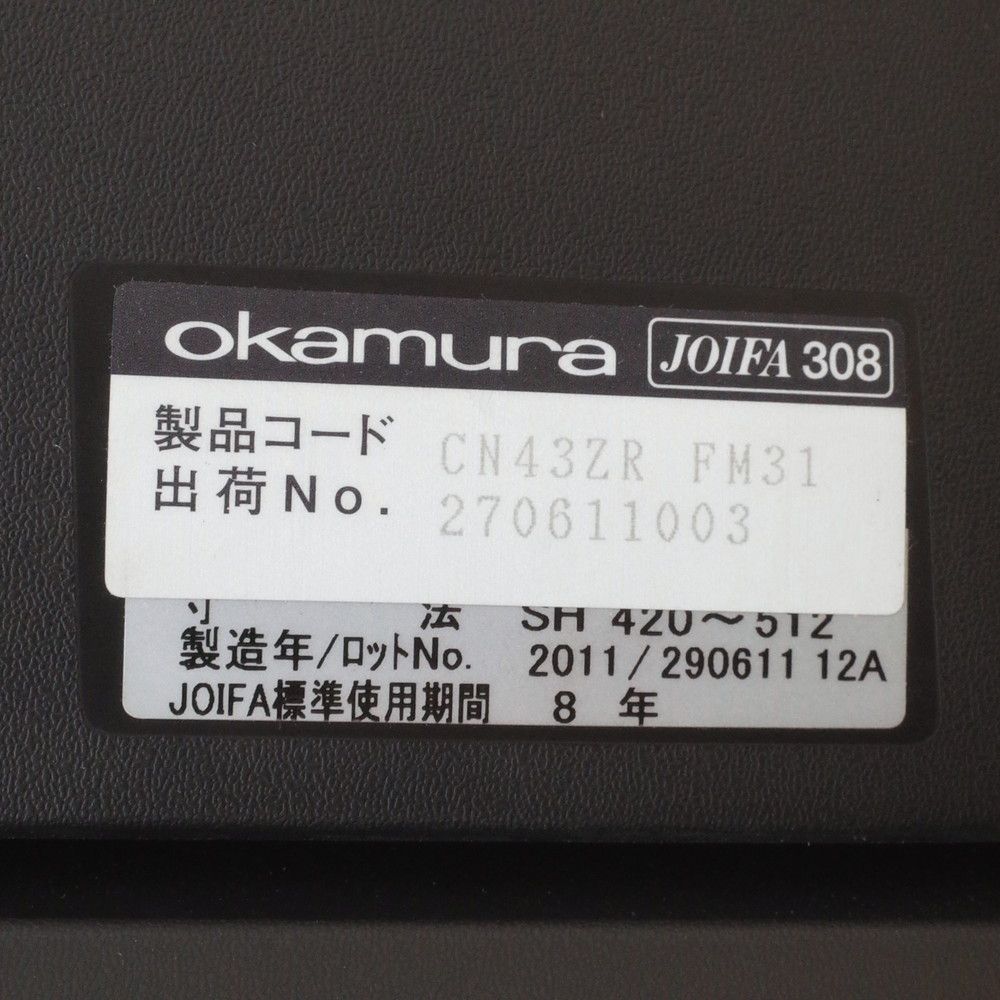 okamura JOIFA 308
製品コード CN43ZR FM31
出荷No. 270611003
寸 法 SH 420～512
製造年/ロットNo. 2011/290611 12A
JOIFA標準使用期間 8 年